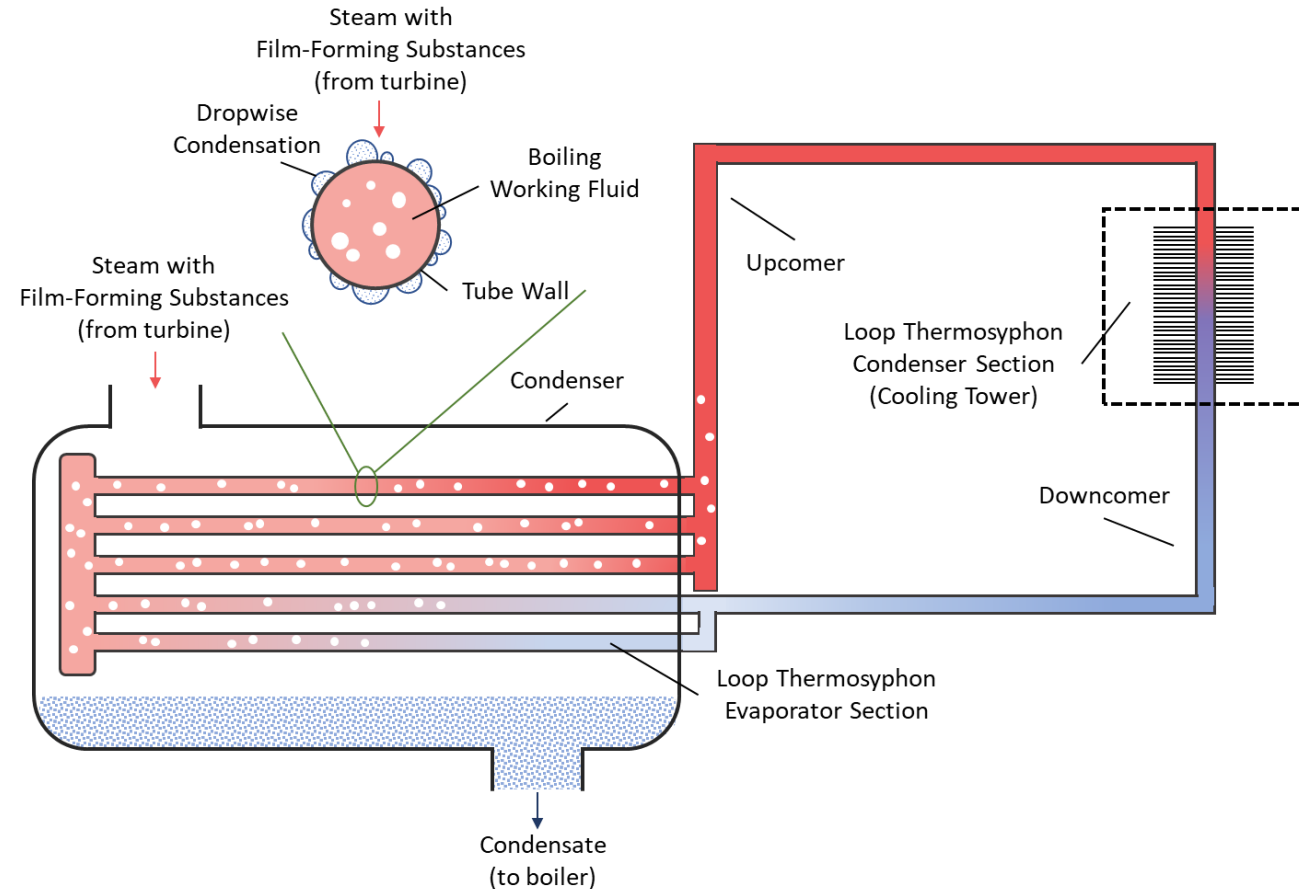 Steam with
Film-Forming Substances
(from turbine)
Dropwise
Condensation
Boiling
Working Fluid
Tube Wall
Steam with
Film-Forming Substances
(from turbine)
Condenser
Upcomer
Loop Thermosyphon
Condenser Section
(Cooling Tower)
Downcomer
Loop Thermosyphon
Evaporator Section
Condensate
(to boiler)